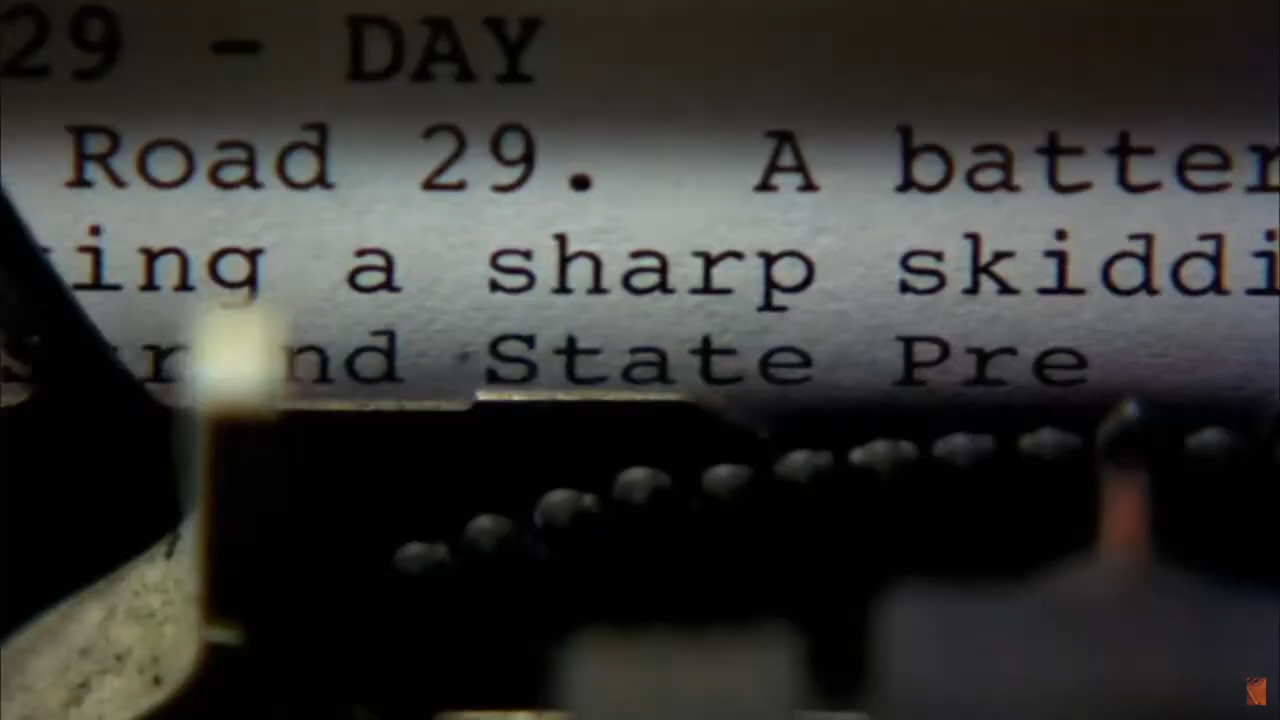 29 - DAY
Road 29. A batter
ing a sharp skiddi
nd State Pre